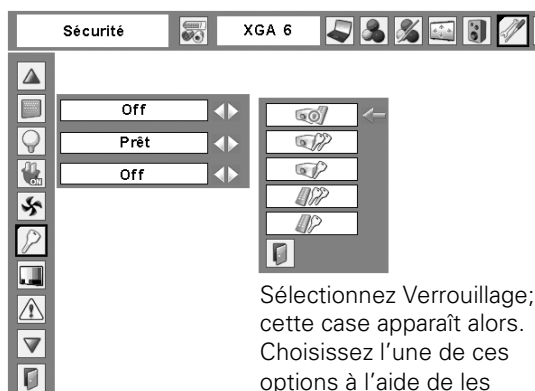 Sécurité XGA 6
Off
Prêt
Off
ON
Sélectionnez Verrouillage;
cette case apparaît alors.
Choisissez l'une de ces
options à l'aide de les